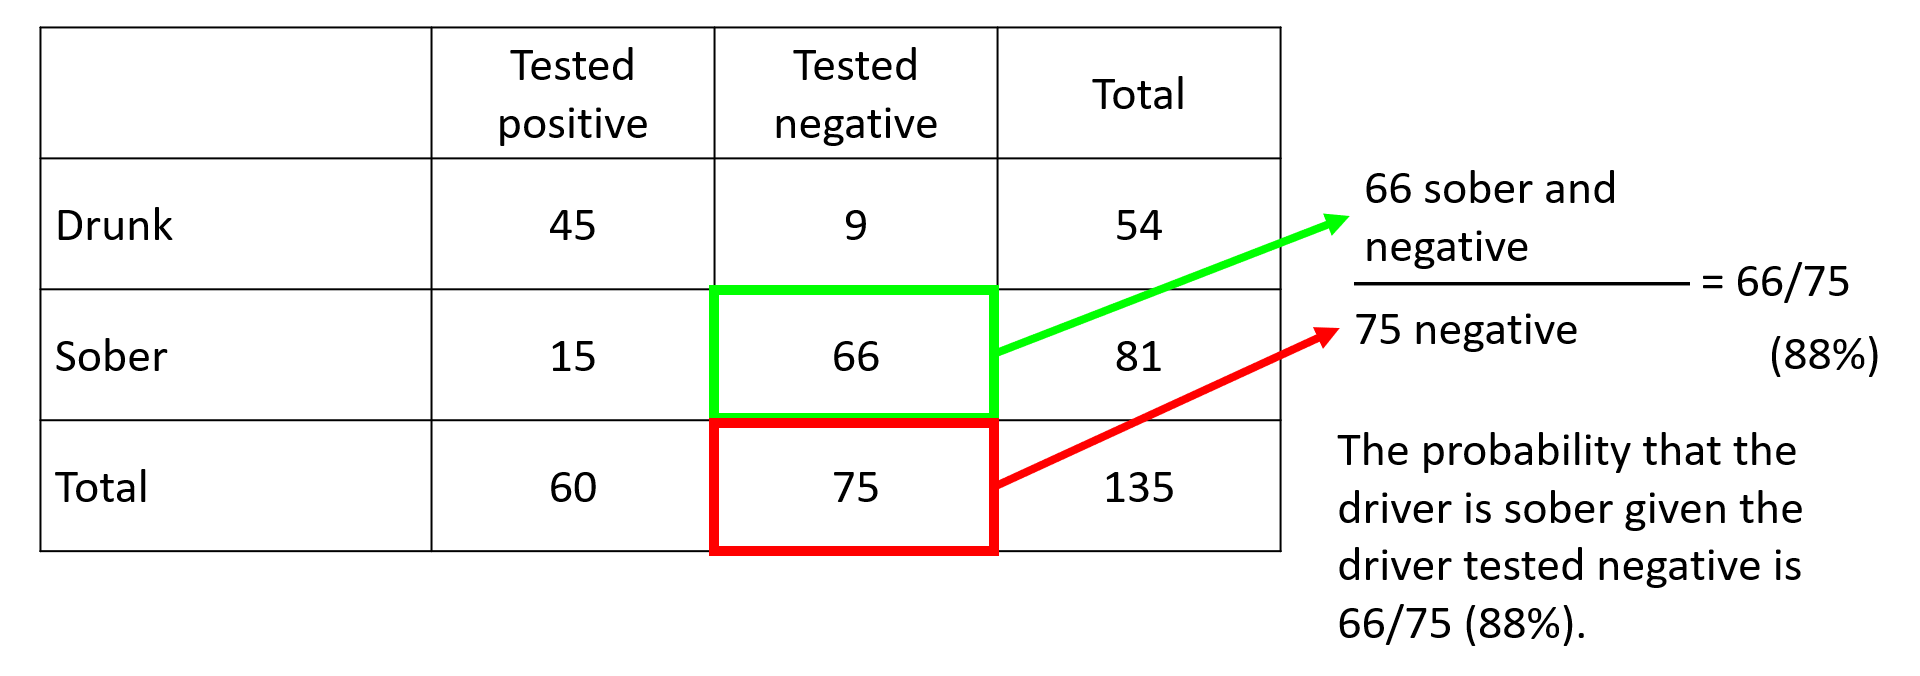 Tested positive
Tested negative
Total
Drunk
45
9
54
Sober
15
66
81
Total
60
75
135
66 sober and
negative
75 negative
= 66/75
(88%)
The probability that the
driver is sober given the
driver tested negative is
66/75 (88%).